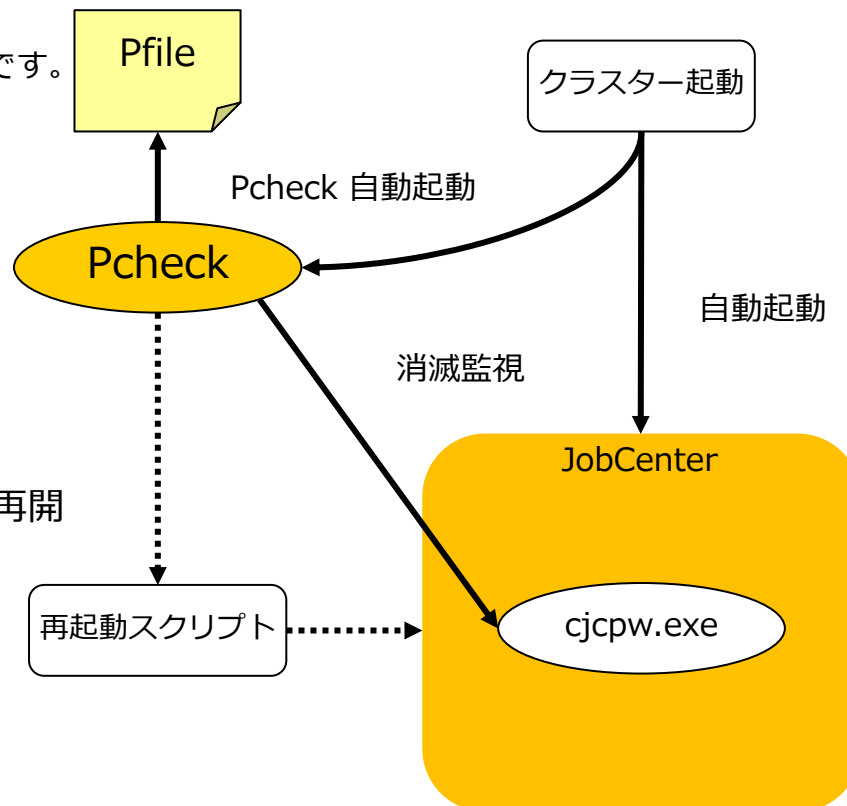 Pfile
です。
クラスター起動
Pcheck 自動起動
Pcheck
自動起動
消滅監視
JobCenter
再開
再起動スクリプト
cjcpw.exe